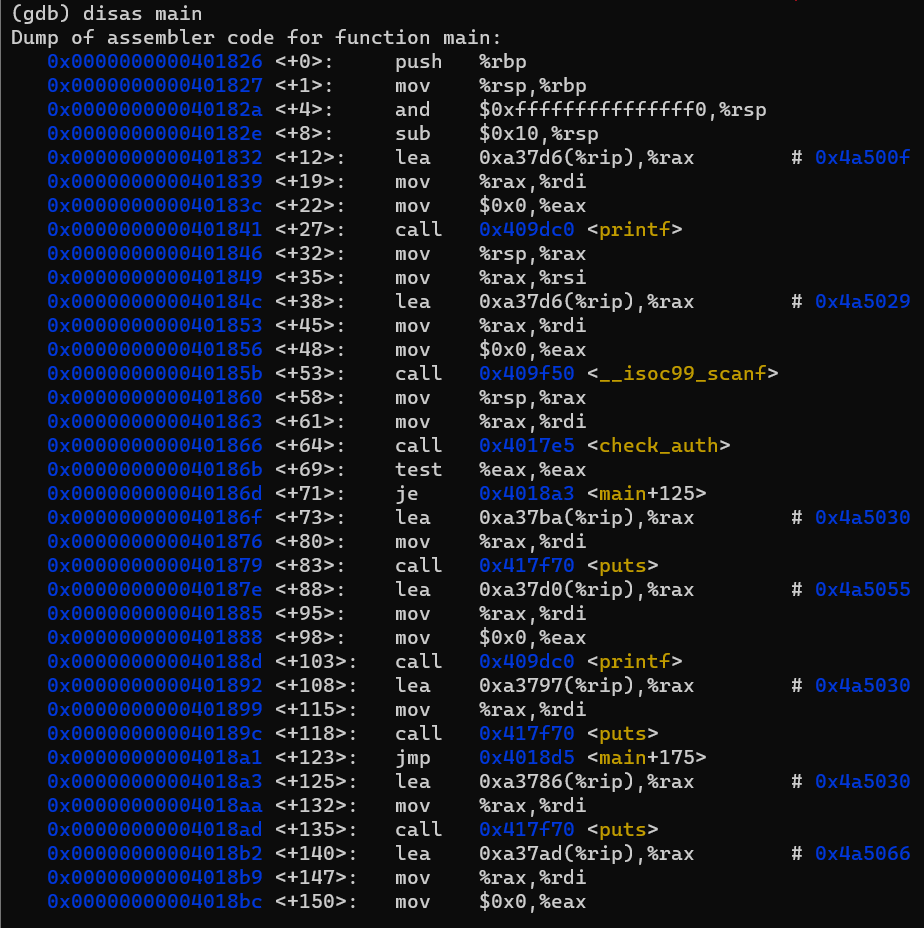 (gdb) disas main
Dump of assembler code for function main:
   0x0000000000401826 <+0>:     push   %rbp
   0x0000000000401827 <+1>:     mov    %rsp,%rbp
   0x000000000040182a <+4>:     and    $0xfffffffffffffff0,%rsp
   0x000000000040182e <+8>:     sub    $0x10,%rsp
   0x0000000000401832 <+12>:    lea    0xa37d6(%rip),%rax        # 0x4a500f
   0x0000000000401839 <+19>:    mov    %rax,%rdi
   0x000000000040183c <+22>:    mov    $0x0,%eax
   0x0000000000401841 <+27>:    call   0x409dc0 <printf>
   0x0000000000401846 <+32>:    mov    %rsp,%rax
   0x0000000000401849 <+35>:    mov    %rax,%rsi
   0x000000000040184c <+38>:    lea    0xa37d6(%rip),%rax        # 0x4a5029
   0x0000000000401853 <+45>:    mov    %rax,%rdi
   0x0000000000401856 <+48>:    mov    $0x0,%eax
   0x000000000040185b <+53>:    call   0x409f50 <__isoc99_scanf>
   0x0000000000401860 <+58>:    mov    %rsp,%rax
   0x0000000000401863 <+61>:    mov    %rax,%rdi
   0x0000000000401866 <+64>:    call   0x4017e5 <check_auth>
   0x000000000040186b <+69>:    test   %eax,%eax
   0x000000000040186d <+71>:    je     0x4018a3 <main+125>
   0x000000000040186f <+73>:    lea    0xa37ba(%rip),%rax        # 0x4a5030
   0x0000000000401876 <+80>:    mov    %rax,%rdi
   0x0000000000401879 <+83>:    call   0x417f70 <puts>
   0x000000000040187e <+88>:    lea    0xa37d0(%rip),%rax        # 0x4a5055
   0x0000000000401885 <+95>:    mov    %rax,%rdi
   0x0000000000401888 <+98>:    mov    $0x0,%eax
   0x000000000040188d <+103>:   call   0x409dc0 <printf>
   0x0000000000401892 <+108>:   lea    0xa3797(%rip),%rax        # 0x4a5030
   0x0000000000401899 <+115>:   mov    %rax,%rdi
   0x000000000040189c <+118>:   call   0x417f70 <puts>
   0x00000000004018a1 <+123>:   jmp    0x4018d5 <main+175>
   0x00000000004018a3 <+125>:   lea    0xa3786(%rip),%rax        # 0x4a5030
   0x00000000004018aa <+132>:   mov    %rax,%rdi
   0x00000000004018ad <+135>:   call   0x417f70 <puts>
   0x00000000004018b2 <+140>:   lea    0xa37ad(%rip),%rax        # 0x4a5066
   0x00000000004018b9 <+147>:   mov    %rax,%rdi
   0x00000000004018bc <+150>:   mov    $0x0,%eax